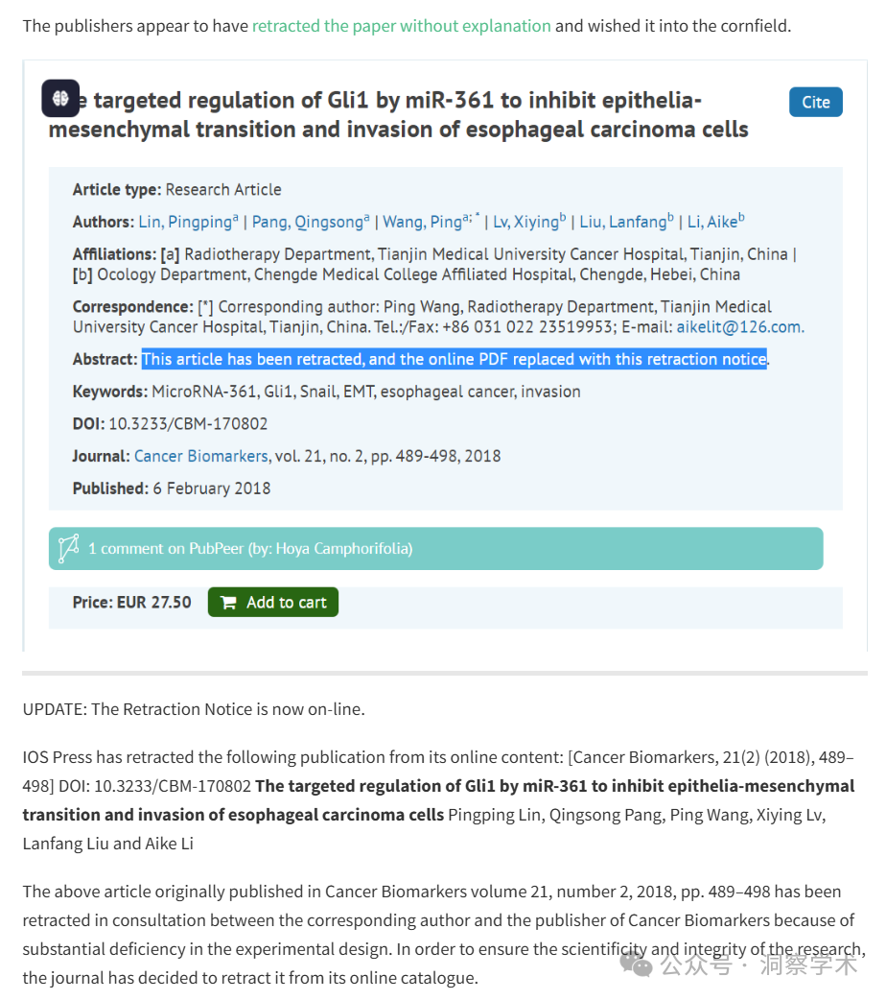 The publishers appear to have retracted the paper without explanation and wished it into the cornfield.
e targeted regulation of Gli1 by miR-361 to inhibit epithelia-
mesenchymal transition and invasion of esophageal carcinoma cells
Cite
Article type: Research Article
Authors: Lin, Pingping^a | Pang, Qingsong^a | Wang, Ping^a; * | Lv, Xiying^b | Liu, Lanfang^b | Li, Aike^b
Affiliations: [a] Radiotherapy Department, Tianjin Medical University Cancer Hospital, Tianjin, China |
[b] Ocology Department, Chengde Medical College Affiliated Hospital, Chengde, Hebei, China
Correspondence: [*] Corresponding author: Ping Wang, Radiotherapy Department, Tianjin Medical
University Cancer Hospital, Tianjin, China. Tel.:/Fax: +86 031 022 23519953; E-mail: aikelit@126.com.
Abstract: This article has been retracted, and the online PDF replaced with this retraction notice.
Keywords: MicroRNA-361, Gli1, Snail, EMT, esophageal cancer, invasion
DOI: 10.3233/CBM-170802
Journal: Cancer Biomarkers, vol. 21, no. 2, pp. 489-498, 2018
Published: 6 February 2018
1 comment on PubPeer (by: Hoya Camphorifolia)
Price: EUR 27.50
Add to cart
UPDATE: The Retraction Notice is now on-line.
IOS Press has retracted the following publication from its online content: [Cancer Biomarkers, 21(2) (2018), 489–
498] DOI: 10.3233/CBM-170802 The targeted regulation of Gli1 by miR-361 to inhibit epithelia-mesenchymal
transition and invasion of esophageal carcinoma cells Pingping Lin, Qingsong Pang, Ping Wang, Xiying Lv,
Lanfang Liu and Aike Li
The above article originally published in Cancer Biomarkers volume 21, number 2, 2018, pp. 489–498 has been
retracted in consultation between the corresponding author and the publisher of Cancer Biomarkers because of
substantial deficiency in the experimental design. In order to ensure the scientificity and integrity of the research,
the journal has decided to retract it from its online catalogue.
公众号 · 洞察学术